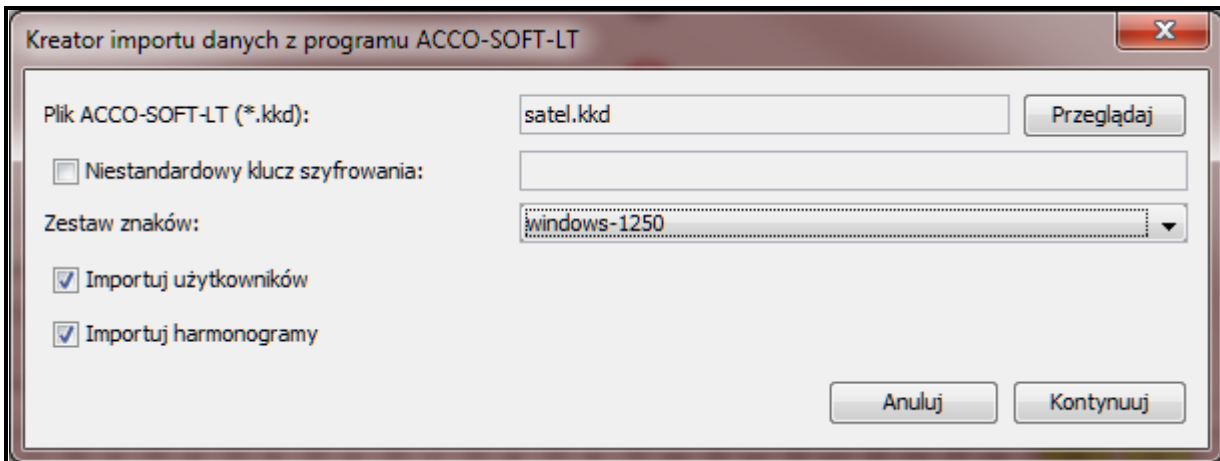 Kreator importu danych z programu ACCO-SOFT-LT
Plik ACCO-SOFT-LT (*.kkd): satel.kkd Przeglądaj
Niestandardowy klucz szyfrowania:
Zestaw znaków: windows-1250
Importuj użytkowników
Importuj harmonogramy
Anuluj Kontynuuj